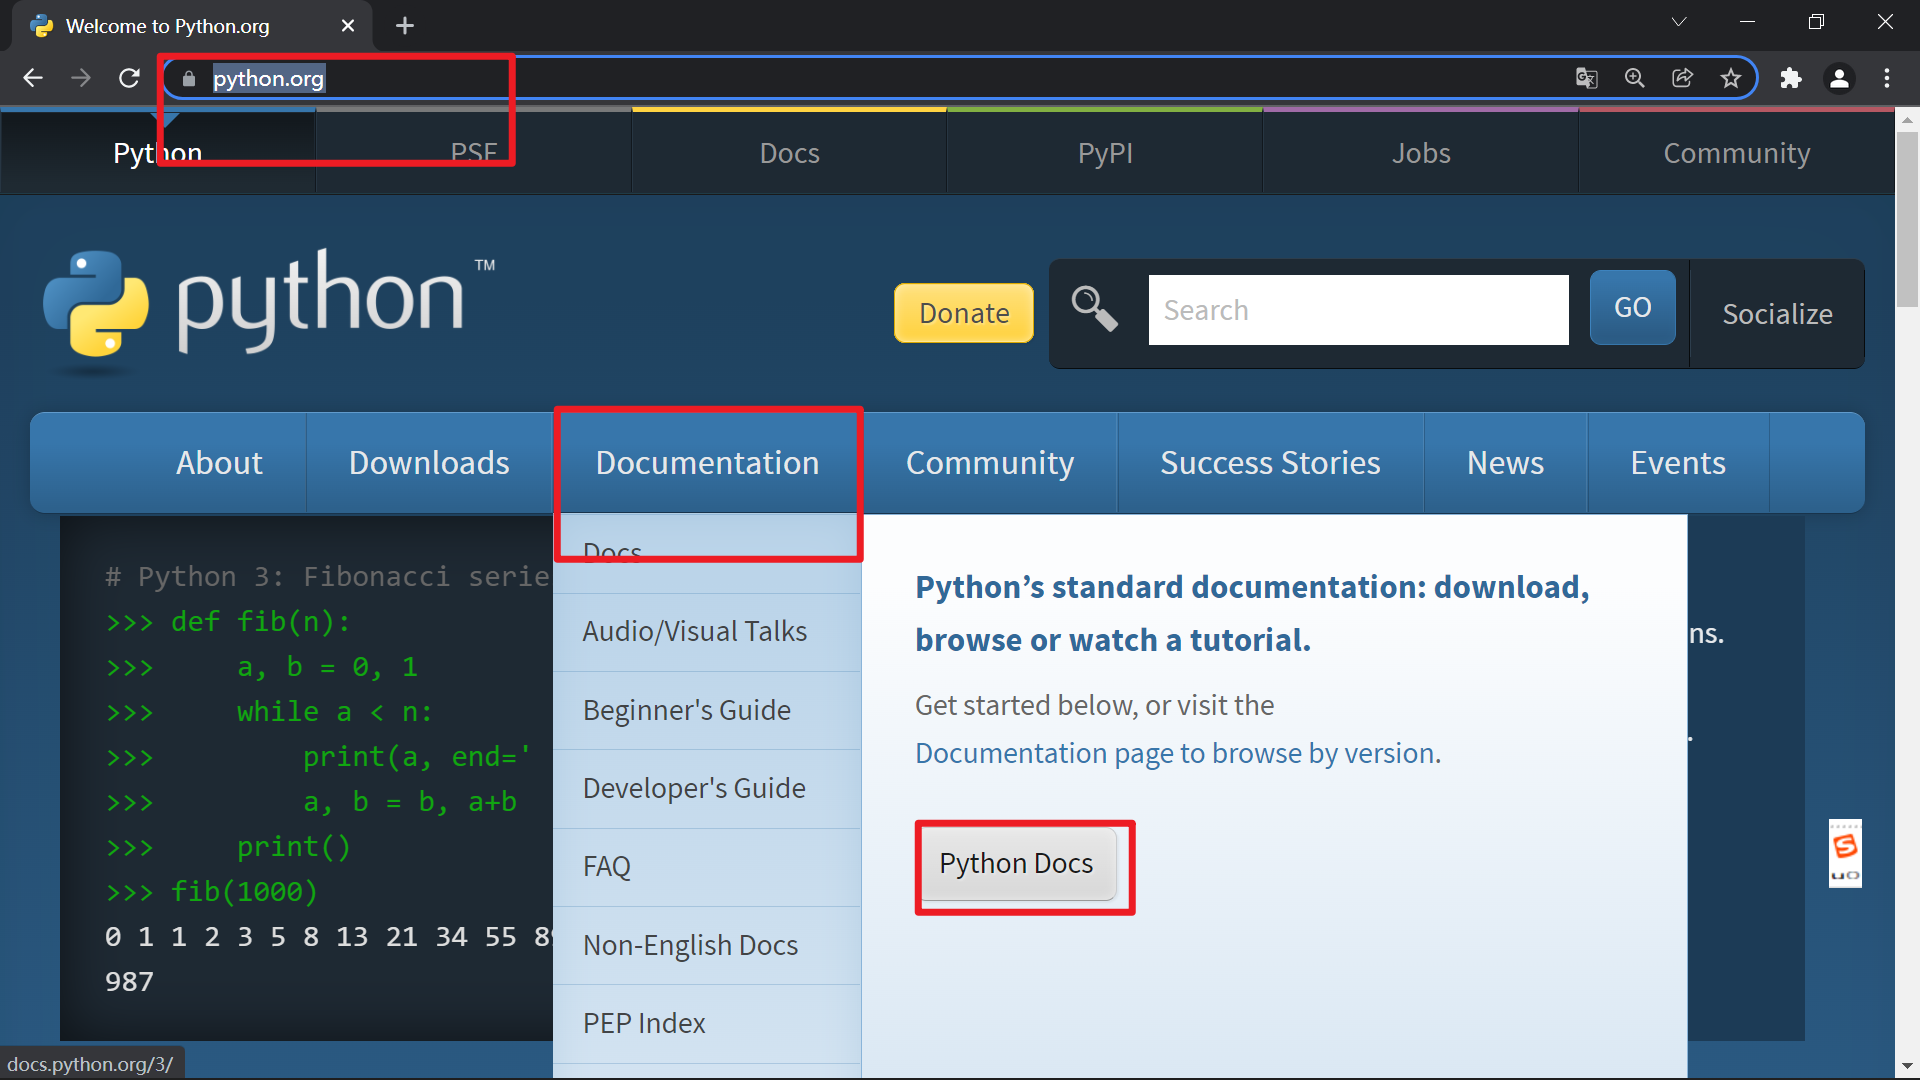 Welcome to Python.org
python.org
Python
PSF
Docs
PyPI
Jobs
Community
python™
Donate
Search
GO
Socialize
About
Downloads
Documentation
Community
Success Stories
News
Events
# Python 3: Fibonacci serie
>>> def fib(n):
>>>     a, b = 0, 1
>>>     while a < n:
>>>         print(a, end='
>>>         a, b = b, a+b
>>>     print()
>>> fib(1000)
0 1 1 2 3 5 8 13 21 34 55 89
987
Docs
Audio/Visual Talks
Beginner's Guide
Developer's Guide
FAQ
Non-English Docs
PEP Index
Python’s standard documentation: download,
browse or watch a tutorial.
Get started below, or visit the
Documentation page to browse by version.
Python Docs
ns.
.
docs.python.org/3/